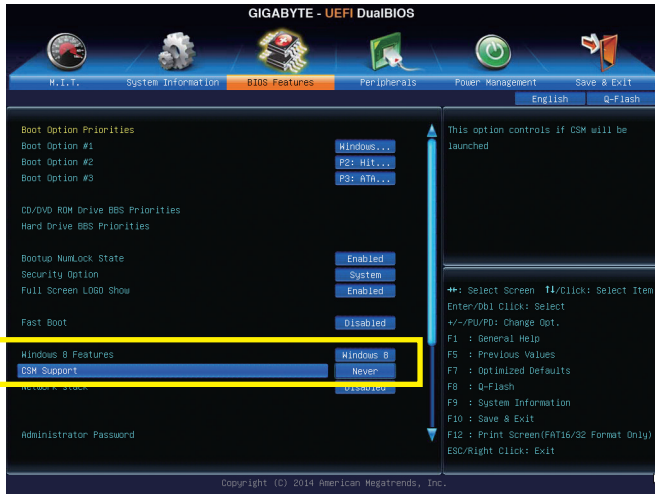 GIGABYTE - UEFI DualBIOS
M.I.T. System Information BIOS Features Peripherals Power Management Save & Exit
English Q-Flash
Boot Option Priorities
Boot Option #1 Windows...
Boot Option #2 P2: Hit...
Boot Option #3 P3: ATA...
CD/DVD ROM Drive BBS Priorities
Hard Drive BBS Priorities
Bootup NumLock State Enabled
Security Option System
Full Screen LOGO Show Enabled
Fast Boot Disabled
Windows 8 Features Windows 8
CSM Support Never
Network Stack Disabled
Administrator Password
This option controls if CSM will be
launched
→←: Select Screen ↑↓/Click: Select Item
Enter/Dbl Click: Select
+/-/PU/PD: Change Opt.
F1 : General Help
F5 : Previous Values
F7 : Optimized Defaults
F8 : Q-Flash
F9 : System Information
F10 : Save & Exit
F12 : Print Screen(FAT16/32 Format Only)
ESC/Right Click: Exit
Copyright (C) 2014 American Megatrends, Inc.